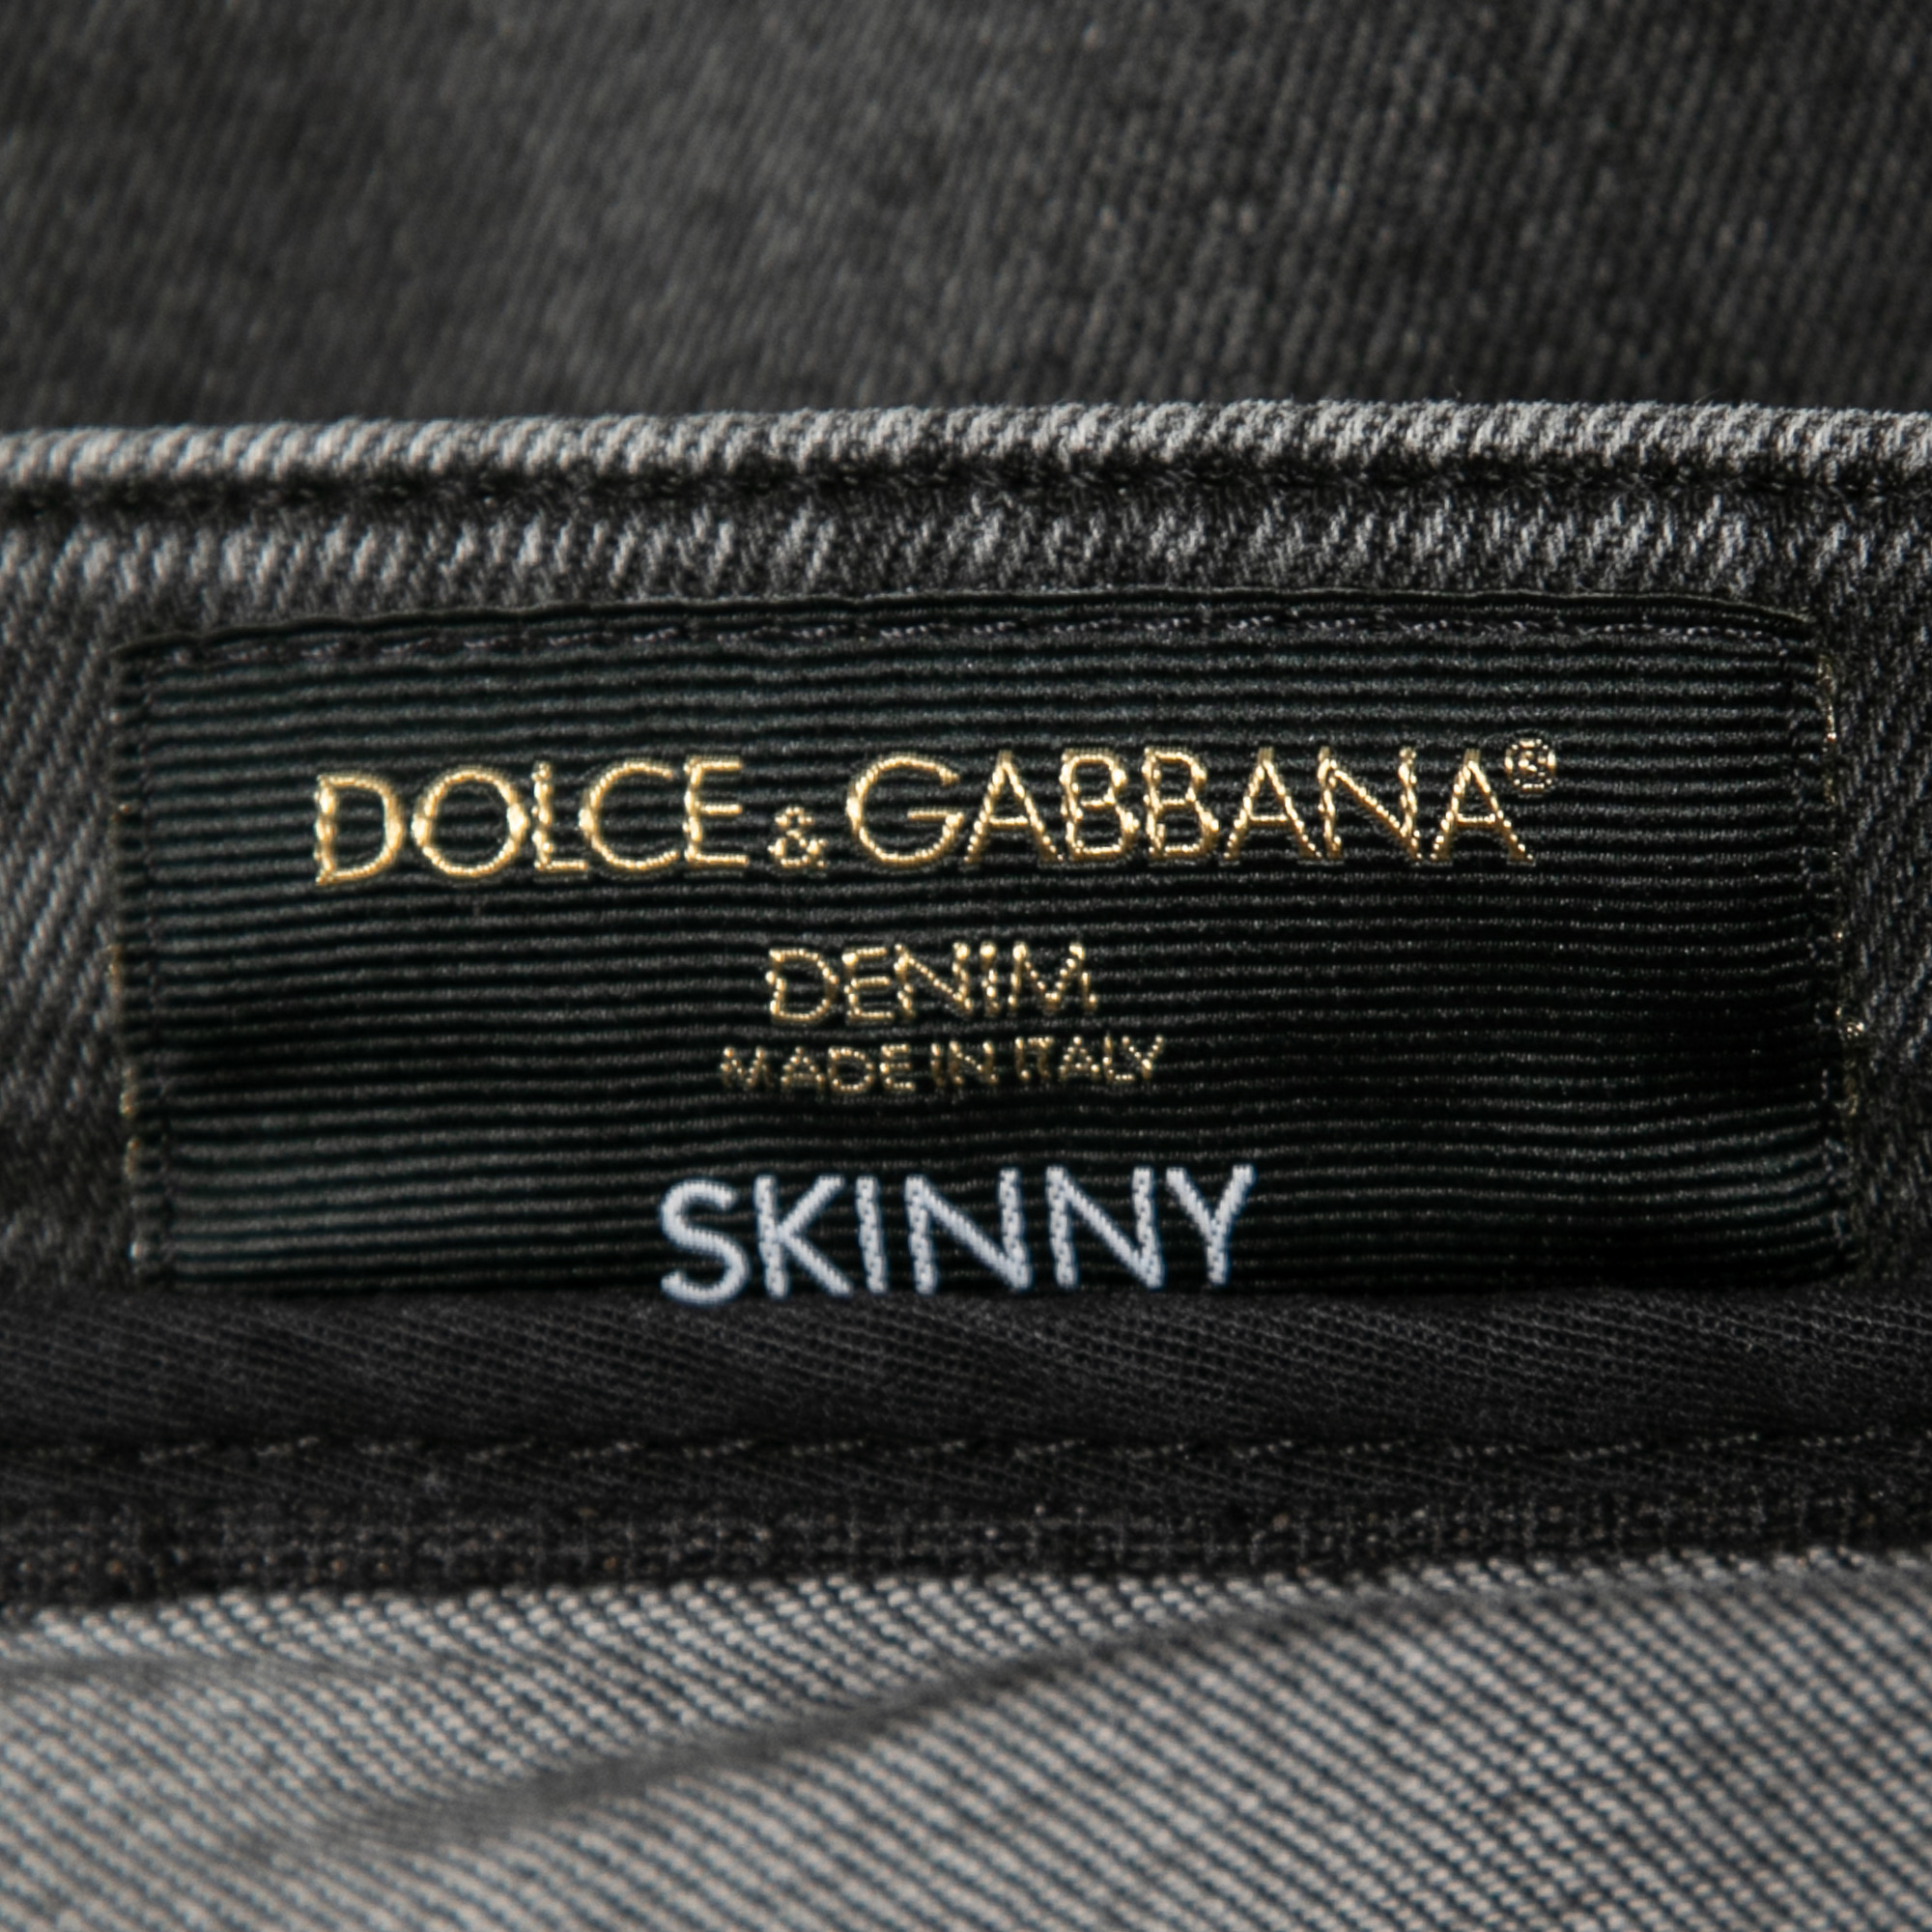 DOLCE & GABBANA®
DENIM
MADE IN ITALY
SKINNY